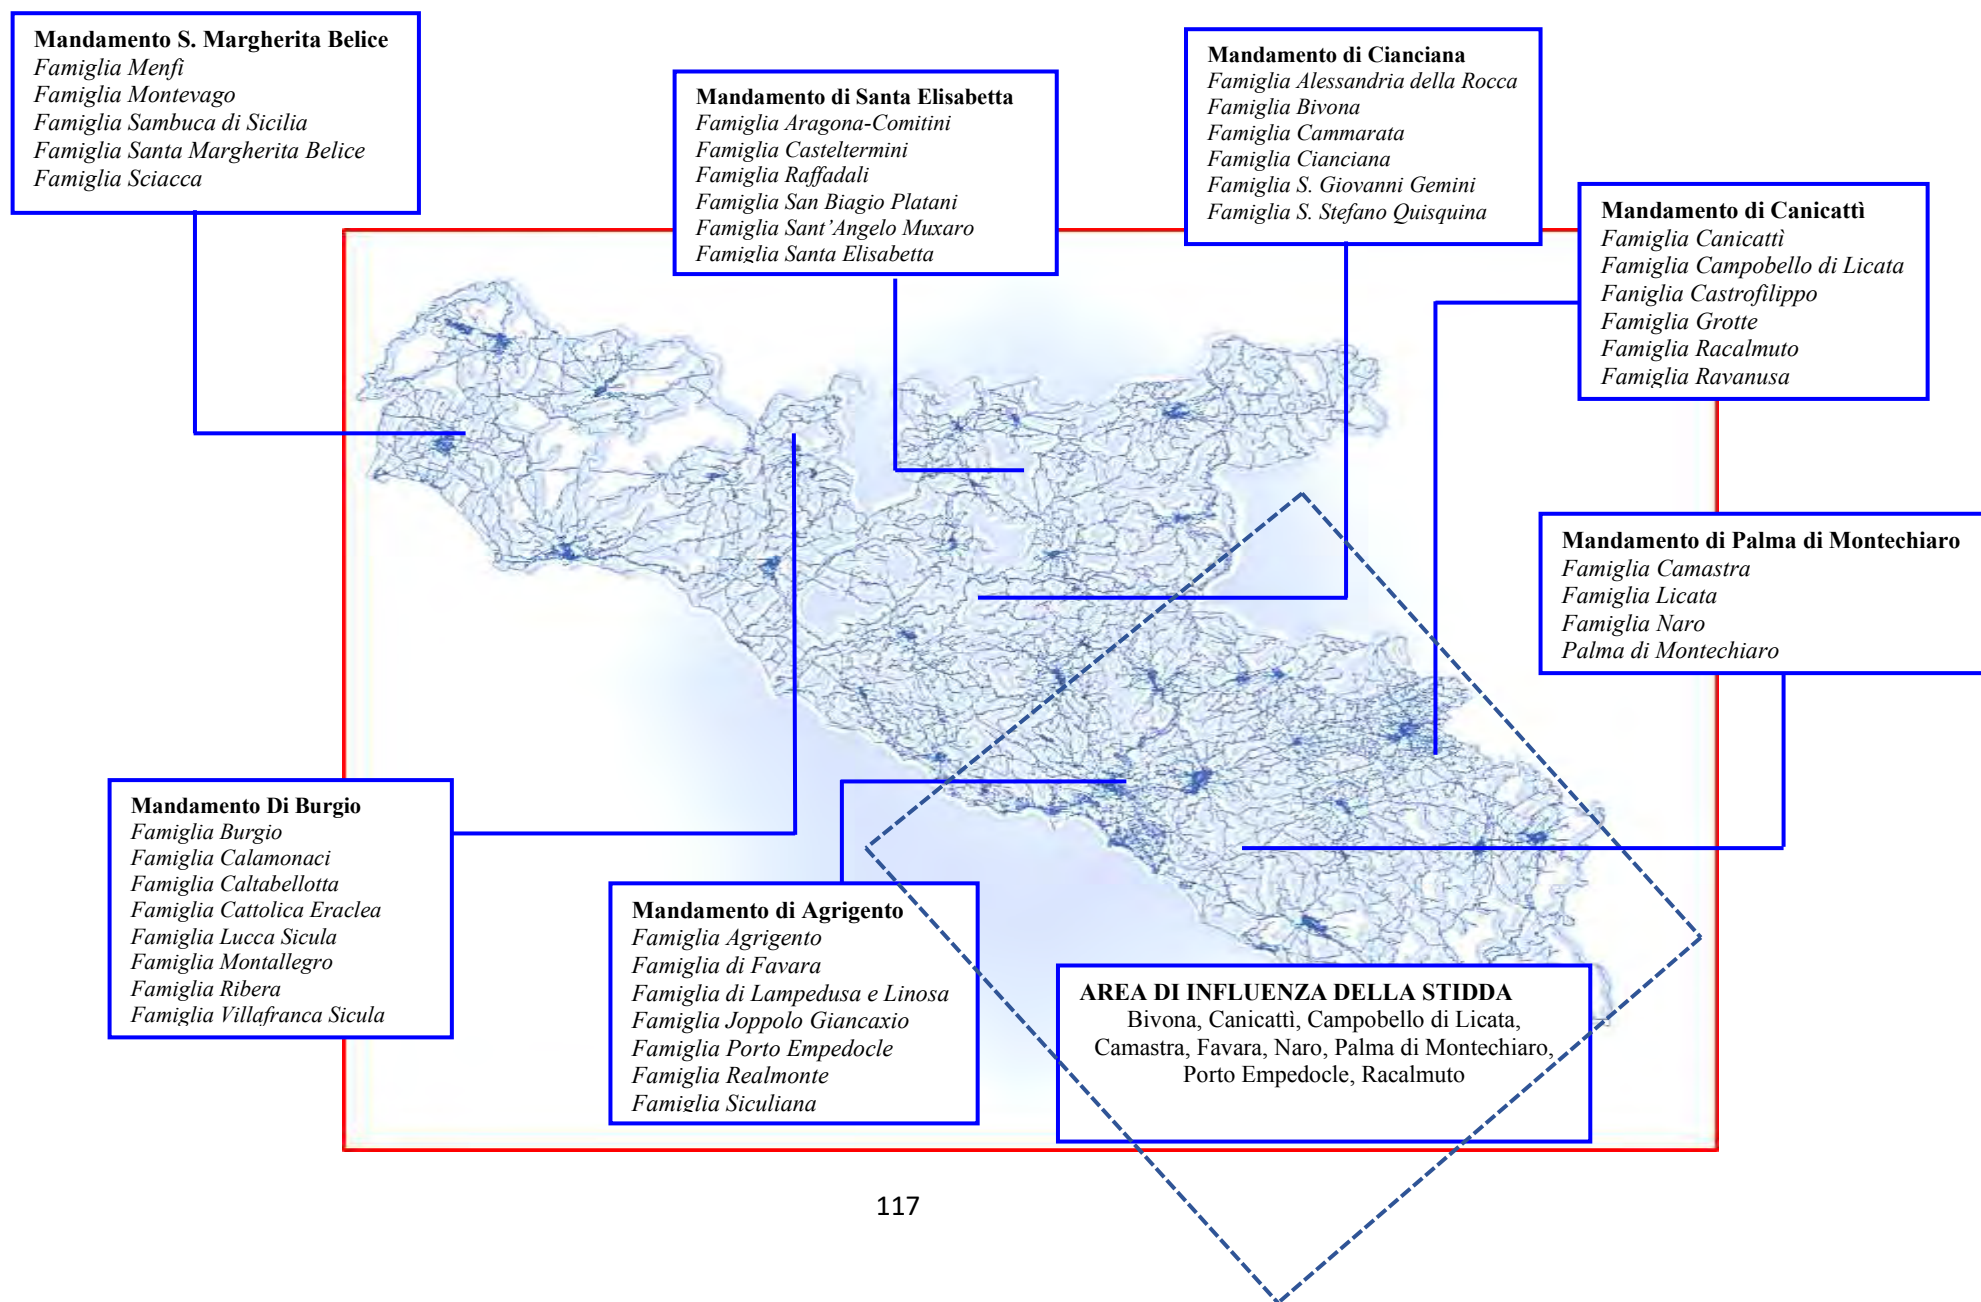 Mandamento S. Margherita Belice
Famiglia Menfi
Famiglia Montevago
Famiglia Sambuca di Sicilia
Famiglia Santa Margherita Belice
Famiglia Sciacca
Mandamento di Santa Elisabetta
Famiglia Aragona-Comitini
Famiglia Casteltermini
Famiglia Raffadali
Famiglia San Biagio Platani
Famiglia Sant’Angelo Muxaro
Famiglia Santa Elisabetta
Mandamento di Cianciana
Famiglia Alessandria della Rocca
Famiglia Bivona
Famiglia Cammarata
Famiglia Cianciana
Famiglia S. Giovanni Gemini
Famiglia S. Stefano Quisquina
Mandamento di Canicattì
Famiglia Canicattì
Famiglia Campobello di Licata
Faniglia Castrofilippo
Famiglia Grotte
Famiglia Racalmuto
Famiglia Ravanusa
Mandamento di Palma di Montechiaro
Famiglia Camastra
Famiglia Licata
Famiglia Naro
Palma di Montechiaro
Mandamento Di Burgio
Famiglia Burgio
Famiglia Calamonaci
Famiglia Caltabellotta
Famiglia Cattolica Eraclea
Famiglia Lucca Sicula
Famiglia Montallegro
Famiglia Ribera
Famiglia Villafranca Sicula
Mandamento di Agrigento
Famiglia Agrigento
Famiglia di Favara
Famiglia di Lampedusa e Linosa
Famiglia Joppolo Giancaxio
Famiglia Porto Empedocle
Famiglia Realmonte
Famiglia Siculiana
AREA DI INFLUENZA DELLA STIDDA
Bivona, Canicattì, Campobello di Licata,
Camastra, Favara, Naro, Palma di Montechiaro,
Porto Empedocle, Racalmuto
117